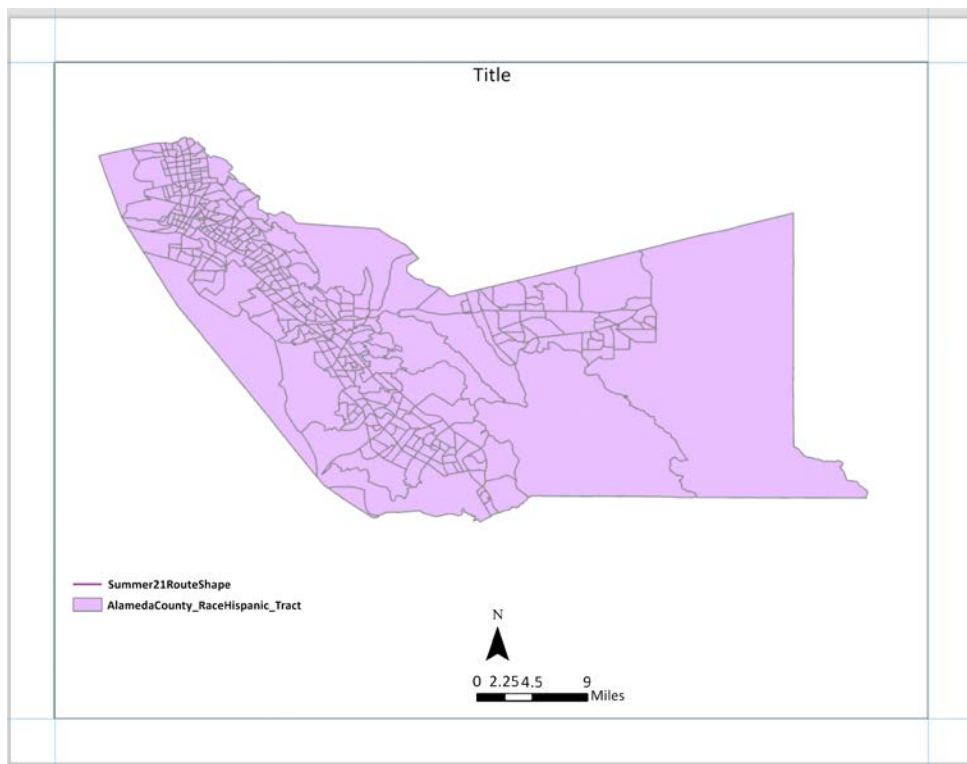 Title
Summer21RouteShape
AlamedaCounty_RaceHispanic_Tract
N
0 2.25 4.5 9
Miles